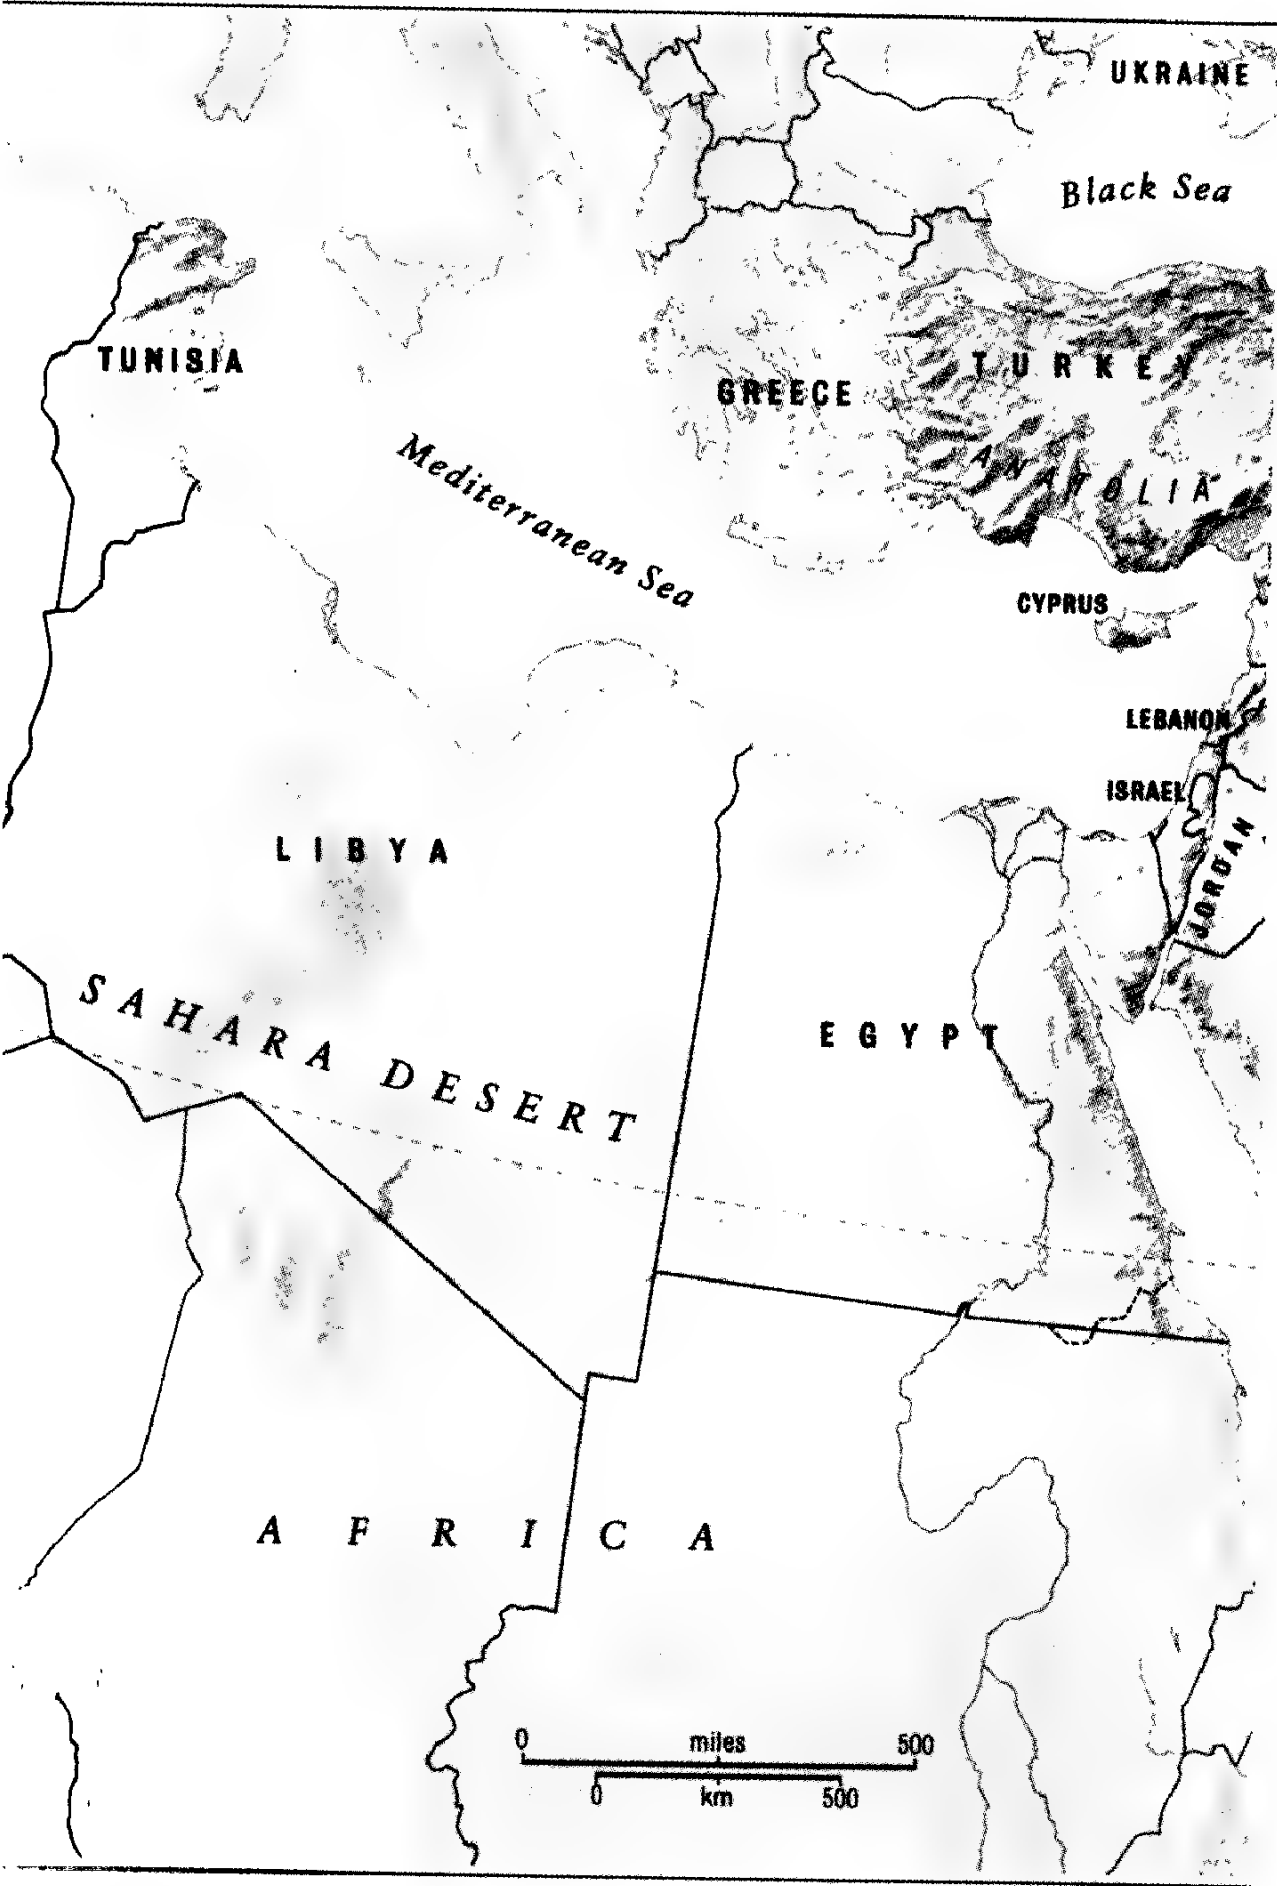 UKRAINE
Black Sea
TUNISIA
TURKEY
GREECE
ANATOLIA
Mediterranean Sea
CYPRUS
LEBANON
ISRAEL
JORDAN
LIBYA
SAHARA DESERT
EGYPT
AFRICA
0 miles 500
0 km 500